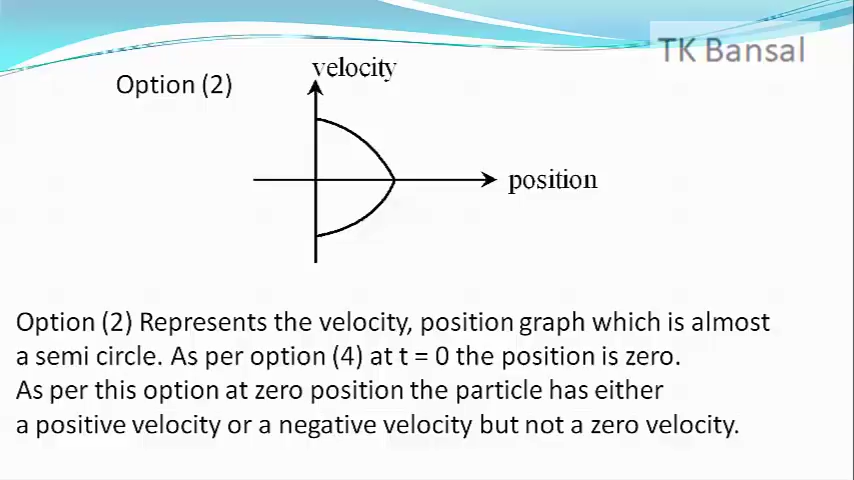 TK Bansal
velocity
Option (2)
position
Option (2) Represents the velocity, position graph which is almost
a semi circle. As per option (4) at t = 0 the position is zero.
As per this option at zero position the particle has either
a positive velocity or a negative velocity but not a zero velocity.